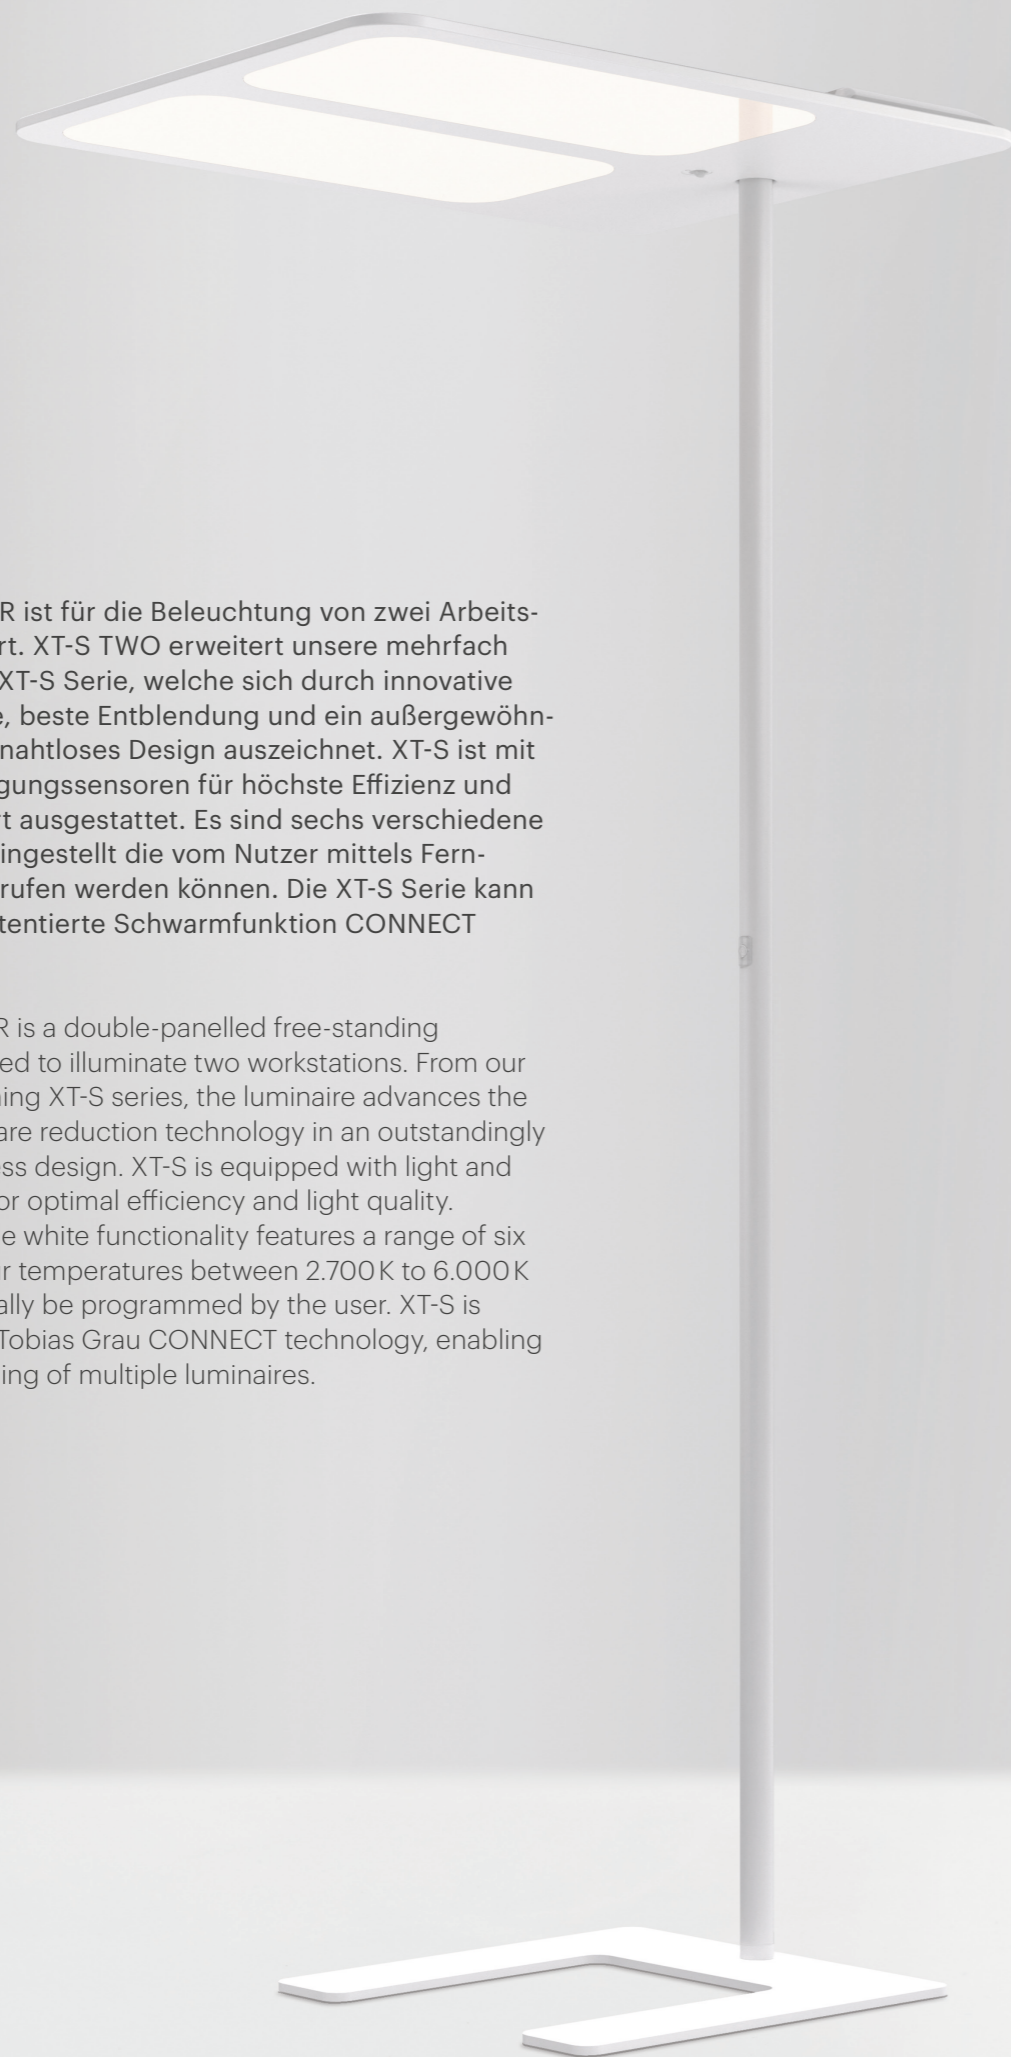 R ist für die Beleuchtung von zwei Arbeits-
rt. XT-S TWO erweitert unsere mehrfach
XT-S Serie, welche sich durch innovative
e, beste Entblendung und ein außergewöhn-
nahtloses Design auszeichnet. XT-S ist mit
gungssensoren für höchste Effizienz und
rt ausgestattet. Es sind sechs verschiedene
ingestellt die vom Nutzer mittels Fern-
rufen werden können. Die XT-S Serie kann
tentierte Schwarmfunktion CONNECT
R is a double-panelled free-standing
ed to illuminate two workstations. From our
ing XT-S series, the luminaire advances the
are reduction technology in an outstandingly
ss design. XT-S is equipped with light and
or optimal efficiency and light quality.
e white functionality features a range of six
ur temperatures between 2.700 K to 6.000 K
ally be programmed by the user. XT-S is
Tobias Grau CONNECT technology, enabling
ing of multiple luminaires.